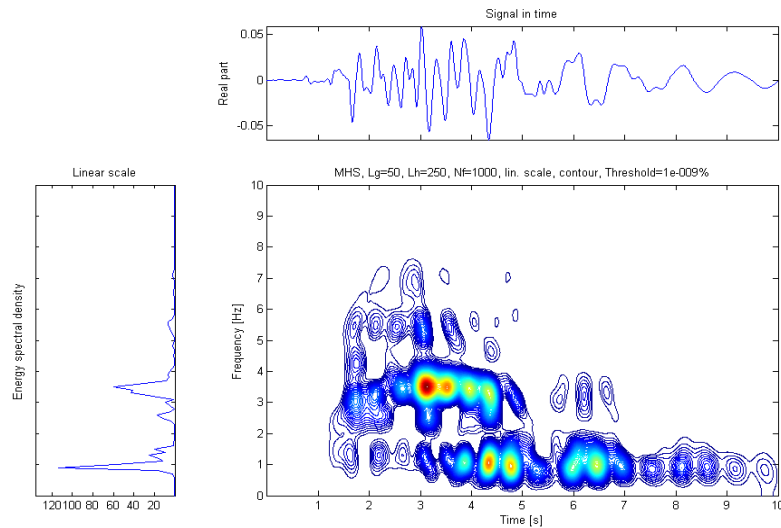 Signal in time
Real part
0.05
0
-0.05
Linear scale
MHS, Lg=50, Lh=250, Nf=1000, lin. scale, contour, Threshold=1e-009%
Energy spectral density
120 100 80 60 40 20
Frequency [Hz]
10
9
8
7
6
5
4
3
2
1
0
1 2 3 4 5 6 7 8 9 10
Time [s]